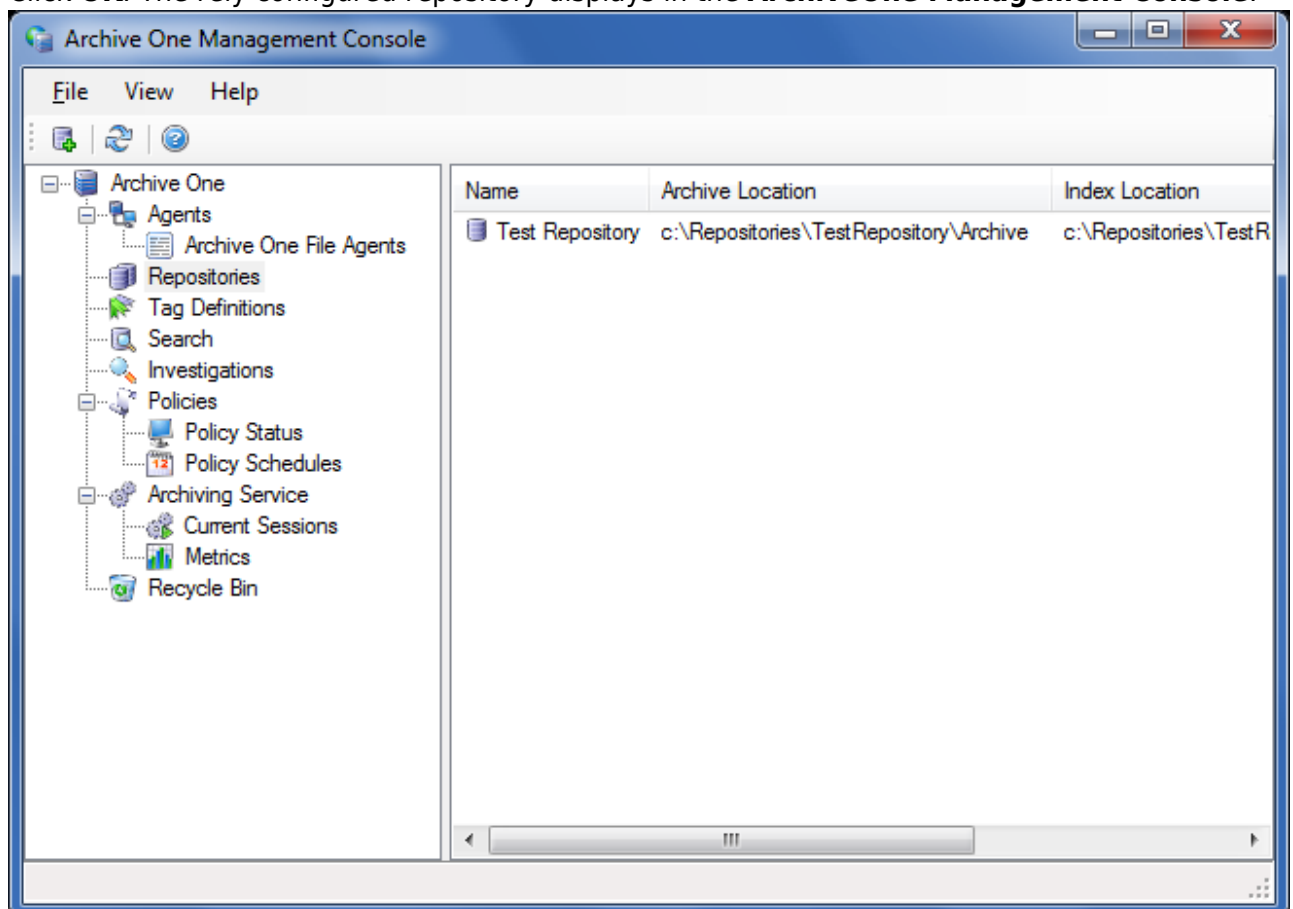 Archive One Management Console
File View Help
Archive One
Agents
Archive One File Agents
Repositories
Tag Definitions
Search
Investigations
Policies
Policy Status
12
Policy Schedules
Archiving Service
Current Sessions
Metrics
Recycle Bin
Name Archive Location Index Location
Test Repository c:\Repositories\TestRepository\Archive c:\Repositories\TestR